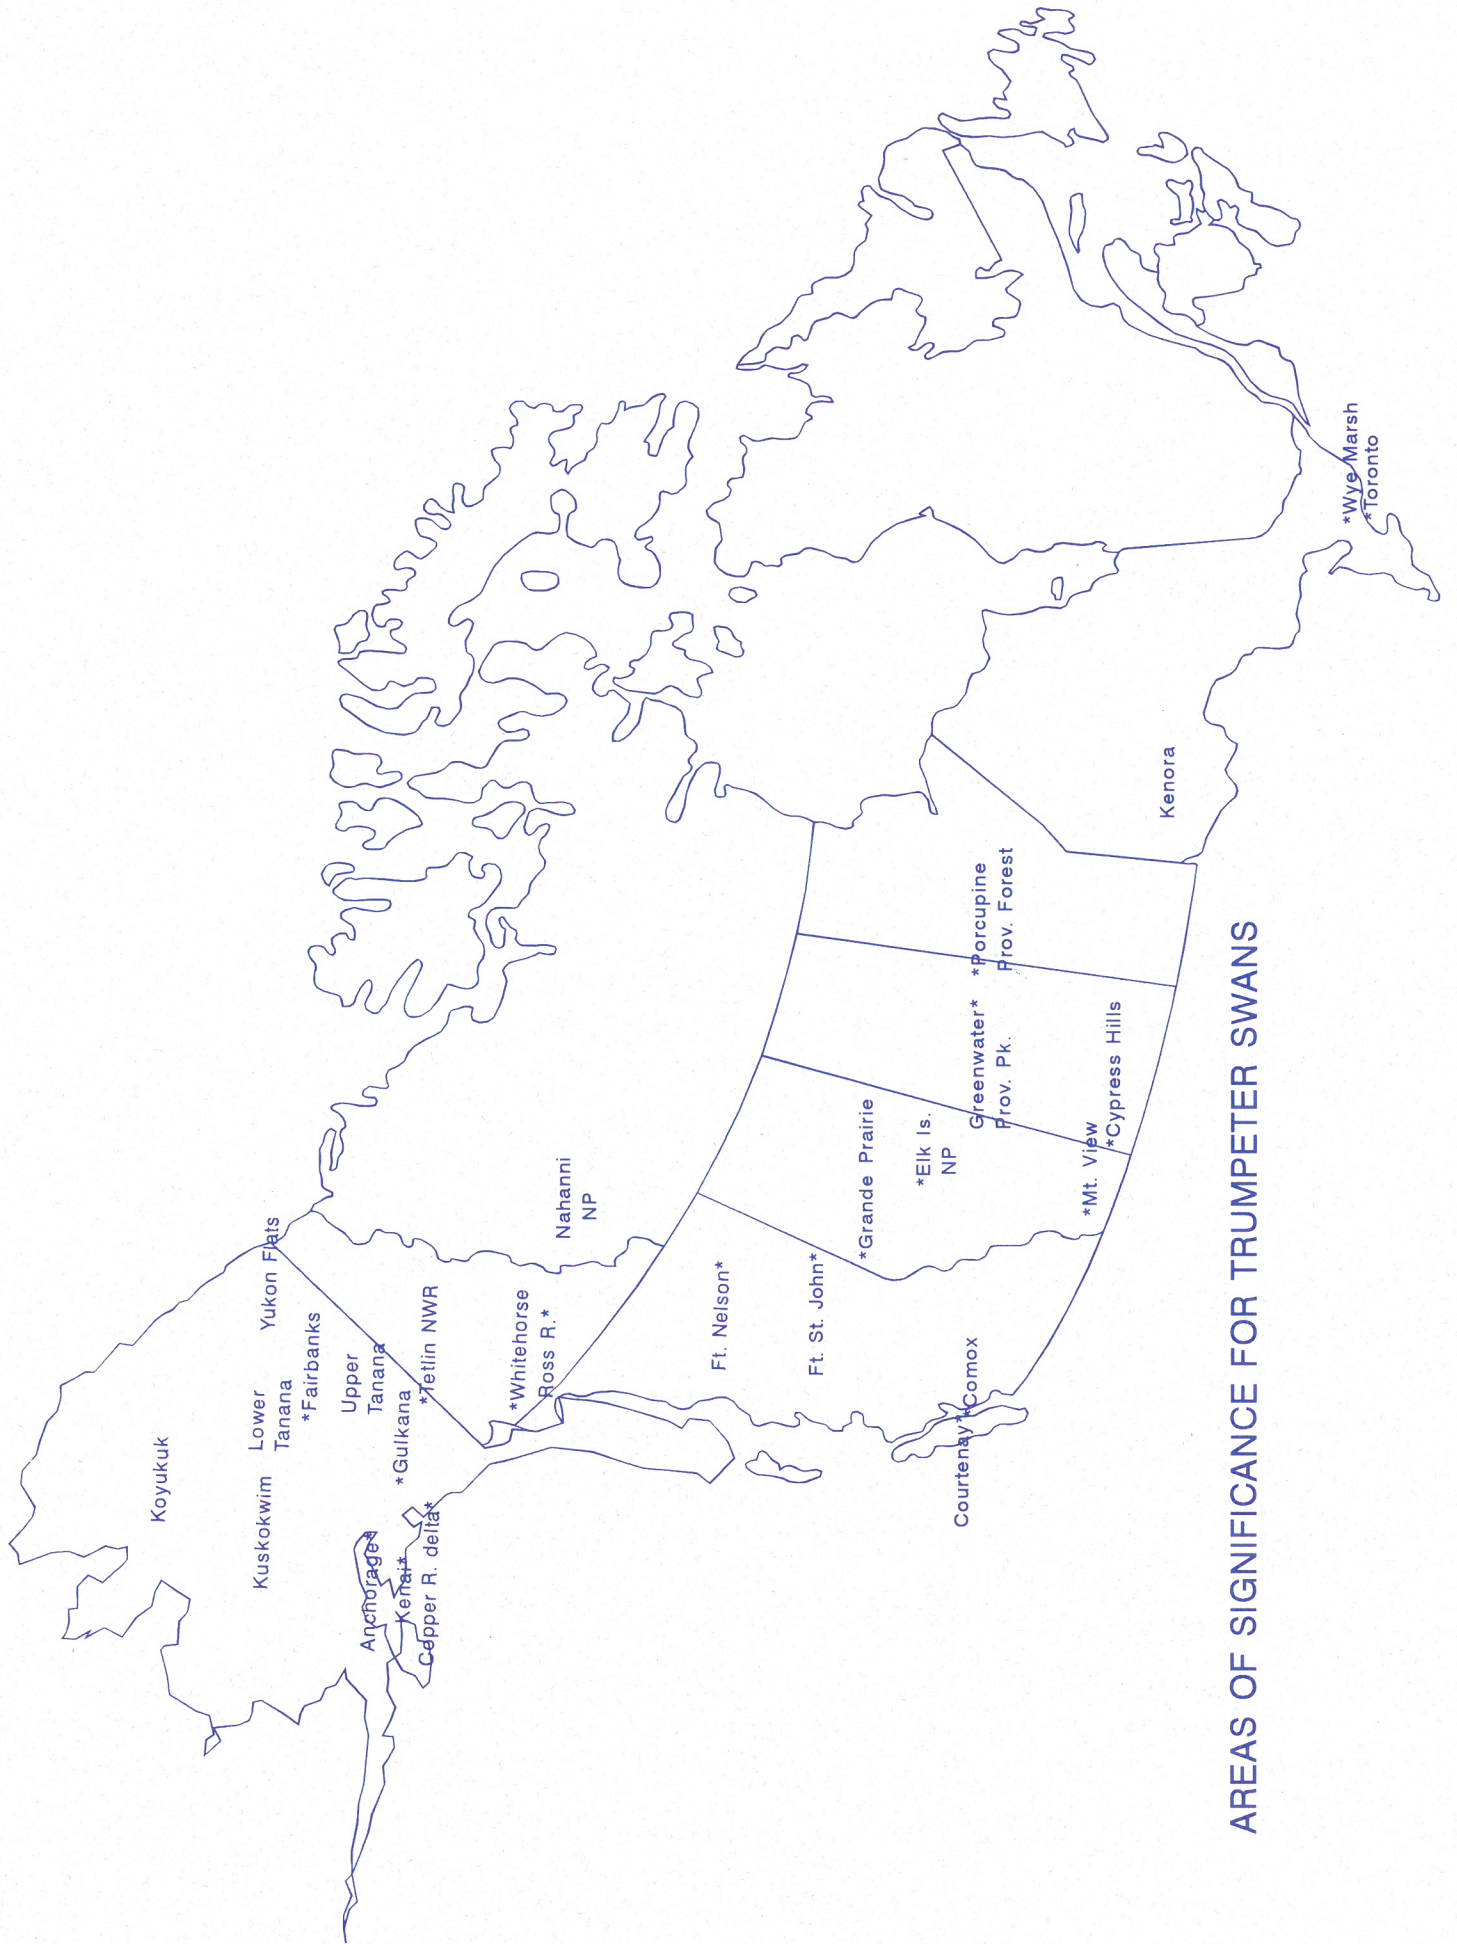 Koyukuk
Kuskokwim
Lower
Tanana
Yukon Flats
*Fairbanks
Upper
Tanana
*Gulkana
*Tetlin NWR
Anchorage*
Kenai*
Copper R. delta*
*Whitehorse
Ross R.*
Nahanni
NP
Ft. Nelson*
Ft. St. John*
*Grande Prairie
*Elk Is.
NP
Courtenay*
*Comox
*Mt. View
*Cypress Hills
Greenwater*
Prov. Pk.
*Porcupine
Prov. Forest
Kenora
*Wye Marsh
*Toronto
AREAS OF SIGNIFICANCE FOR TRUMPETER SWANS